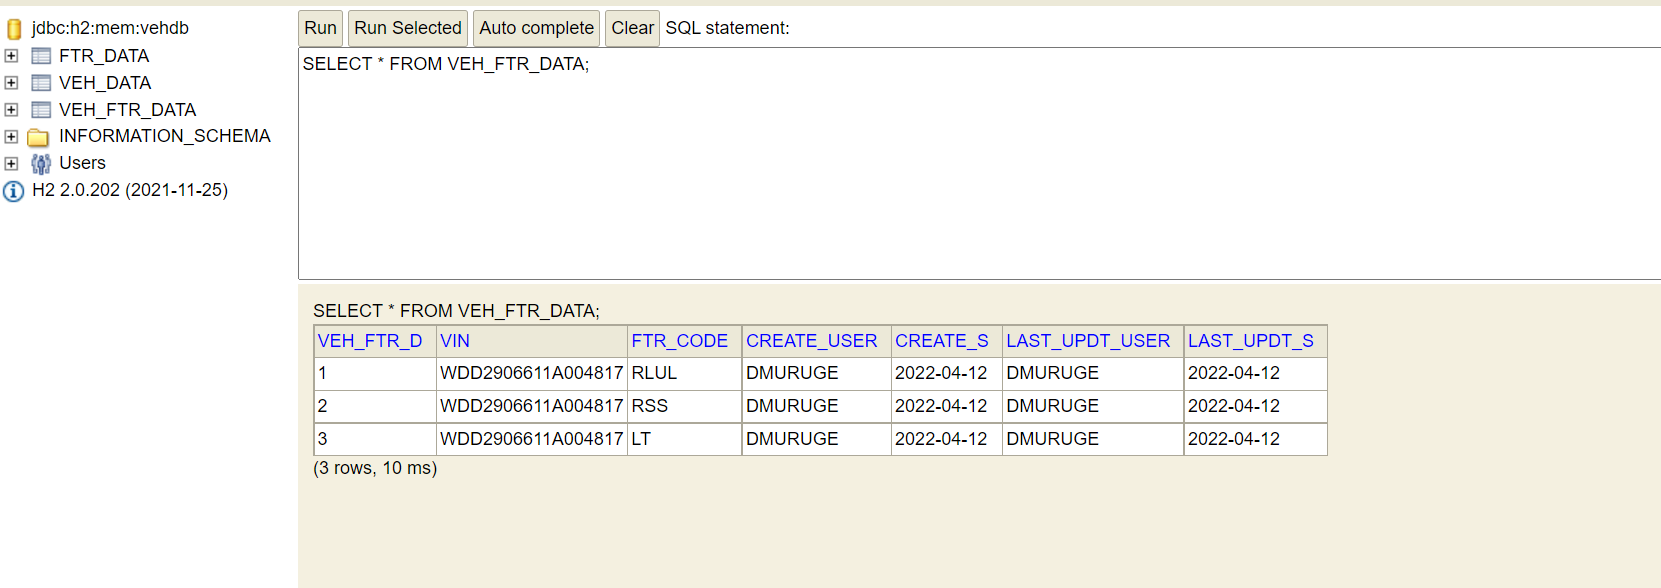 jdbc:h2:mem:vehdb
FTR_DATA
VEH_DATA
VEH_FTR_DATA
INFORMATION_SCHEMA
Users
H2 2.0.202 (2021-11-25)
Run Run Selected Auto complete Clear SQL statement:
SELECT * FROM VEH_FTR_DATA;
SELECT * FROM VEH_FTR_DATA;
VEH_FTR_D VIN FTR_CODE CREATE_USER CREATE_S LAST_UPDT_USER LAST_UPDT_S
1 WDD2906611A004817 RLUL DMURUGE 2022-04-12 DMURUGE 2022-04-12
2 WDD2906611A004817 RSS DMURUGE 2022-04-12 DMURUGE 2022-04-12
3 WDD2906611A004817 LT DMURUGE 2022-04-12 DMURUGE 2022-04-12
(3 rows, 10 ms)